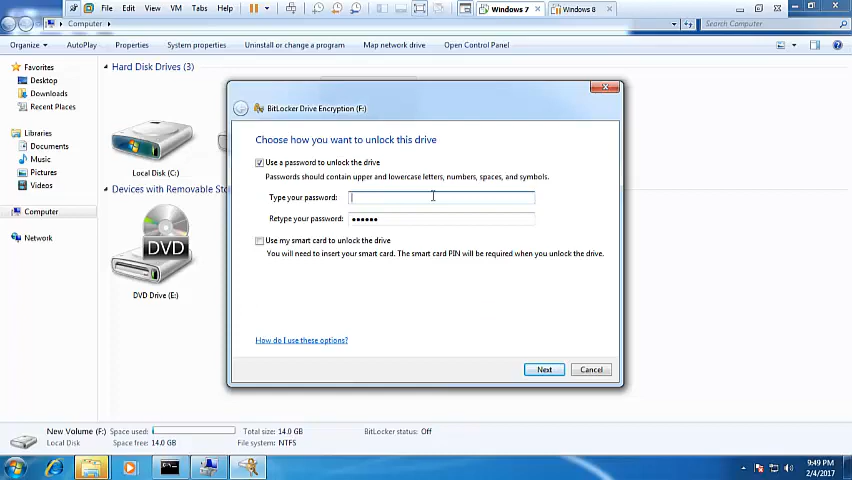 File Edit View VM Tabs Help Windows 7 Windows 8
Computer Search Computer
Organize AutoPlay Properties System properties Uninstall or change a program Map network drive Open Control Panel
Favorites
Desktop
Downloads
Recent Places
Libraries
Documents
Music
Pictures
Videos
Computer
Network
Hard Disk Drives (3)
Local Disk (C:)
Devices with Removable Sto
DVD
DVD Drive (E:)
BitLocker Drive Encryption (F:)
Choose how you want to unlock this drive
Use a password to unlock the drive
Passwords should contain upper and lowercase letters, numbers, spaces, and symbols.
Type your password:
Retype your password: ••••••
Use my smart card to unlock the drive
You will need to insert your smart card. The smart card PIN will be required when you unlock the drive.
How do I use these options?
Next Cancel
New Volume (F:) Space used: Total size: 14.0 GB BitLocker status: Off
Local Disk Space free: 14.0 GB File system: NTFS
9:49 PM
2/4/2017